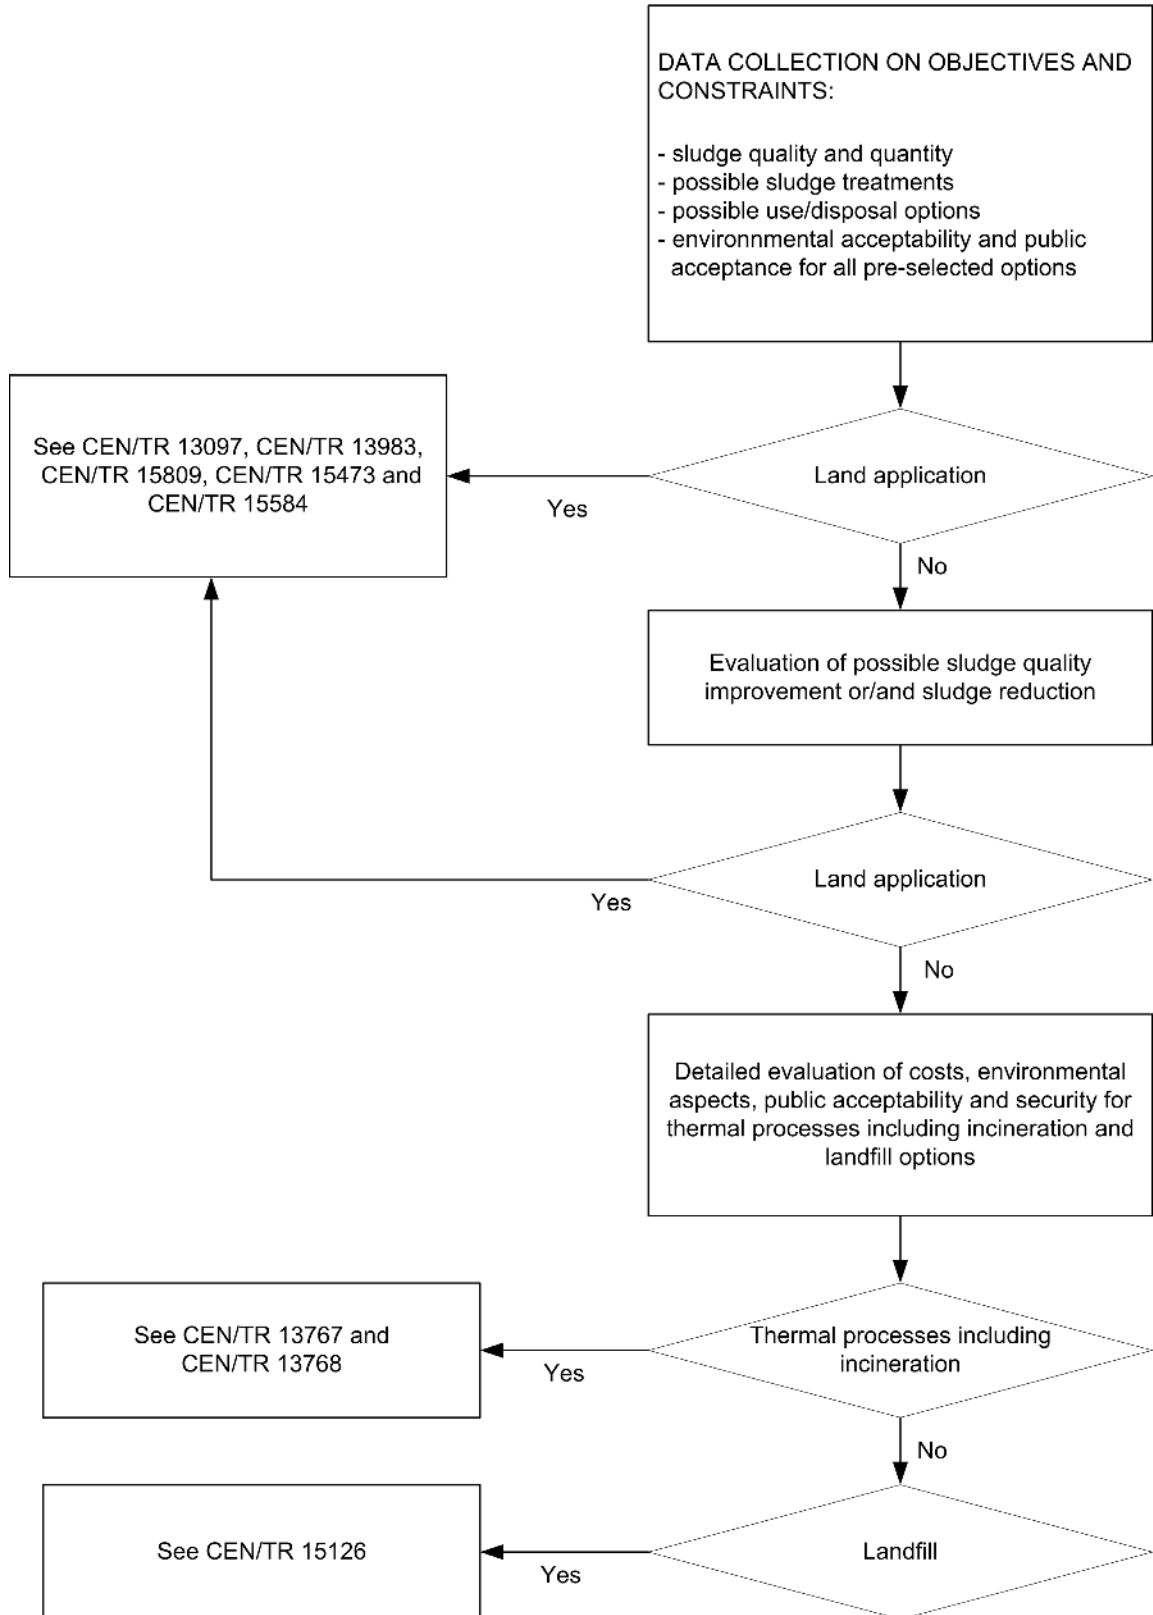 DATA COLLECTION ON OBJECTIVES AND
CONSTRAINTS:
- sludge quality and quantity
- possible sludge treatments
- possible use/disposal options
- environnmental acceptability and public
acceptance for all pre-selected options
See CEN/TR 13097, CEN/TR 13983,
CEN/TR 15809, CEN/TR 15473 and
CEN/TR 15584
Yes
Land application
No
Evaluation of possible sludge quality
improvement or/and sludge reduction
Land application
Yes
No
Detailed evaluation of costs, environmental
aspects, public acceptability and security for
thermal processes including incineration and
landfill options
See CEN/TR 13767 and
CEN/TR 13768
Yes
Thermal processes including
incineration
No
See CEN/TR 15126
Yes
Landfill